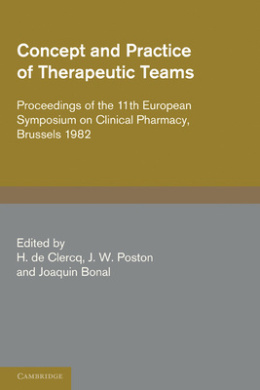 Concept and Practice
of Therapeutic Teams
Proceedings of the 11th European
Symposium on Clinical Pharmacy,
Brussels 1982
Edited by
H. de Clercq, J. W. Poston
and Joaquin Bonal
CAMBRIDGE